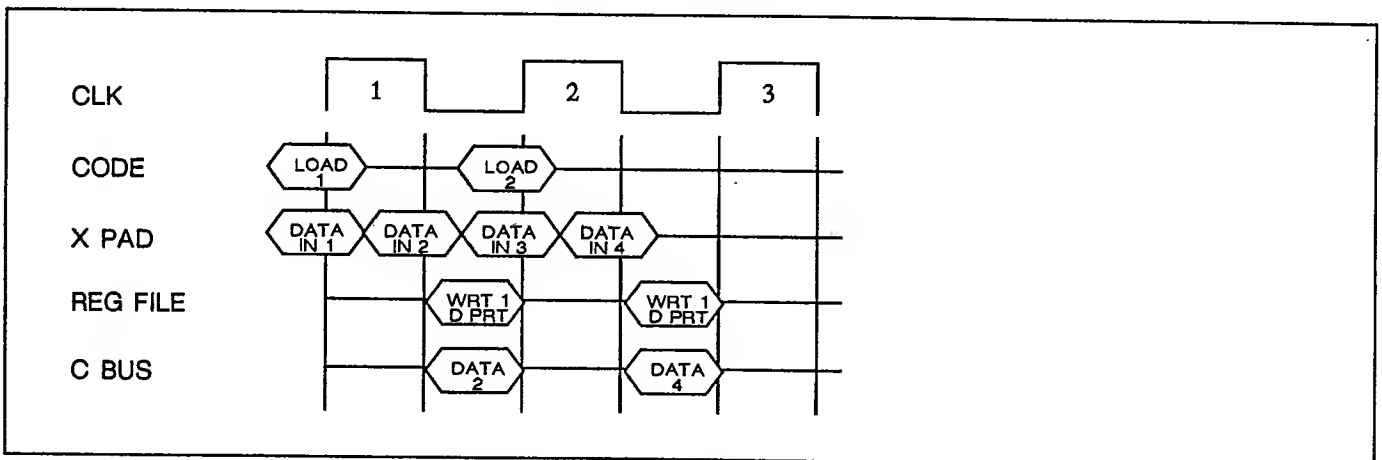 CLK 1 2 3
CODE LOAD 1 LOAD 2
X PAD DATA IN 1 DATA IN 2 DATA IN 3 DATA IN 4
REG FILE WRT 1 D PRT WRT 1 D PRT
C BUS DATA 2 DATA 4